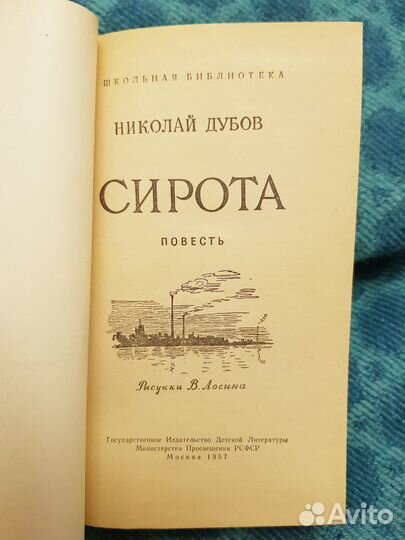 ШКОЛЬНАЯ БИБЛИОТЕКА
НИКОЛАЙ ДУБОВ
СИРОТА
ПОВЕСТЬ
Рисунки В. Лосина
Государственное Издательство Детской Литературы
Министерства Просвещения РСФСР
Москва 1957
Avito